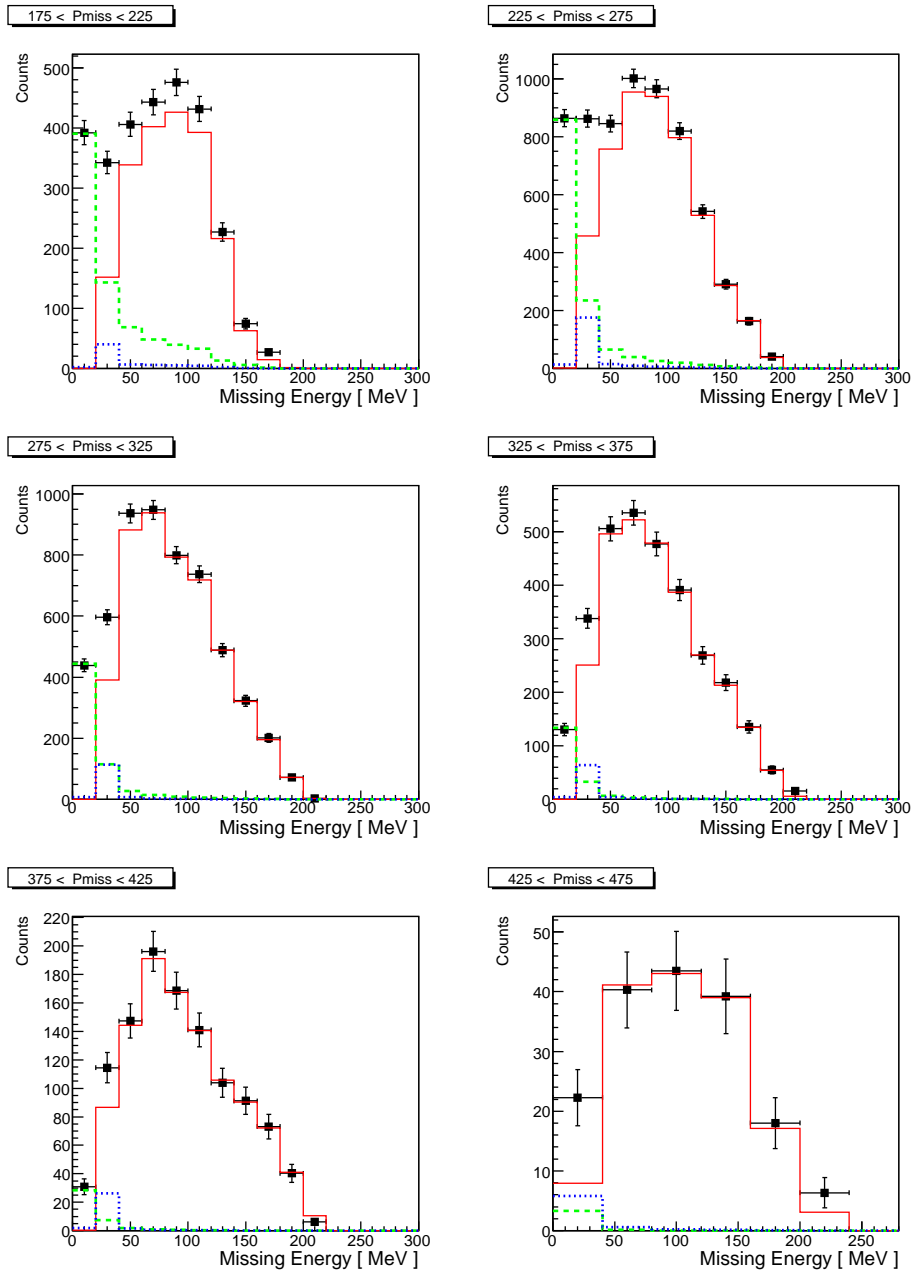 175 < Pmiss < 225
Counts
500
400
300
200
100
0
0 50 100 150 200 250 300
Missing Energy [ MeV ]
225 < Pmiss < 275
Counts
1000
800
600
400
200
0
0 50 100 150 200 250 300
Missing Energy [ MeV ]
275 < Pmiss < 325
Counts
1000
800
600
400
200
0
0 50 100 150 200 250 300
Missing Energy [ MeV ]
325 < Pmiss < 375
Counts
500
400
300
200
100
0
0 50 100 150 200 250 300
Missing Energy [ MeV ]
375 < Pmiss < 425
Counts
220
200
180
160
140
120
100
80
60
40
20
0
0 50 100 150 200 250 300
Missing Energy [ MeV ]
425 < Pmiss < 475
Counts
50
40
30
20
10
0
0 50 100 150 200 250 300
Missing Energy [ MeV ]